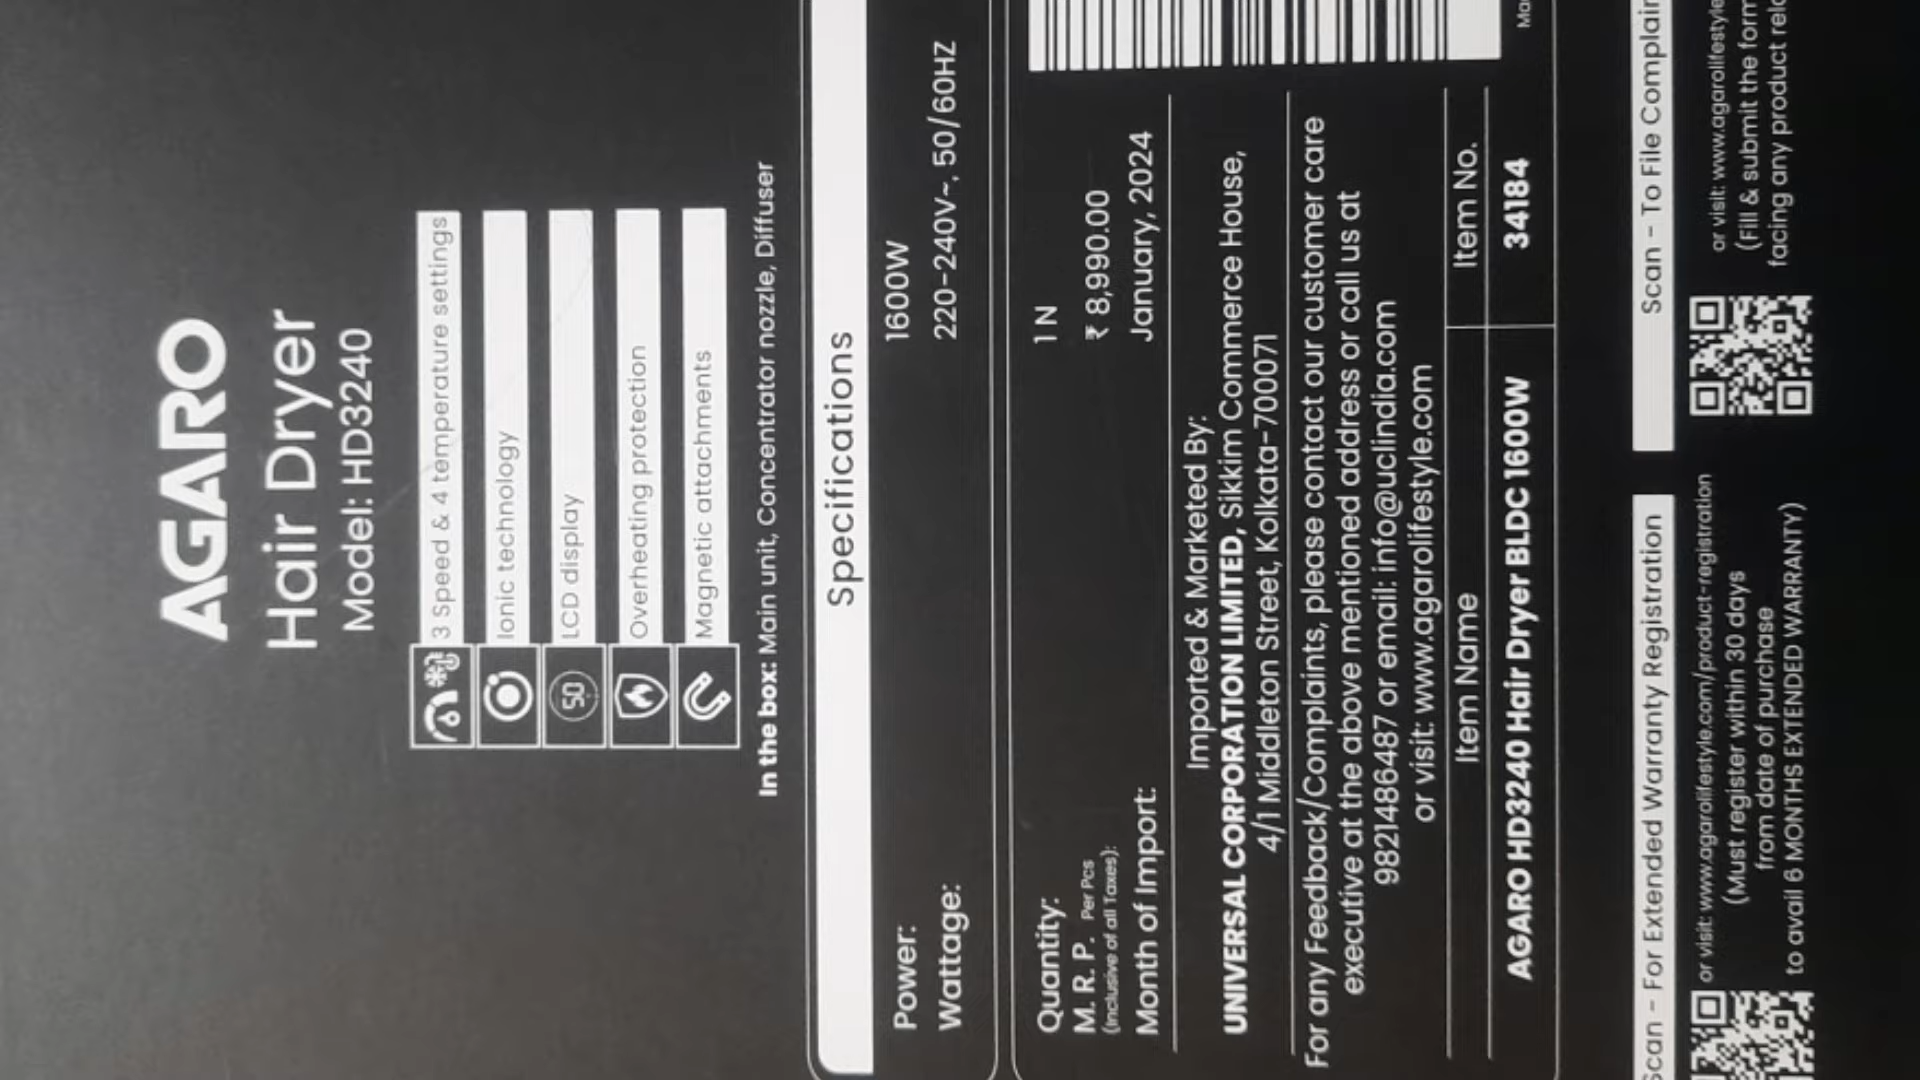 AGARO
Hair Dryer
Model: HD3240
3 Speed & 4 temperature settings
Ionic technology
50
LCD display
Overheating protection
Magnetic attachments
In the box: Main unit, Concentrator nozzle, Diffuser
Specifications
Power: 1600W
Wattage: 220-240V~, 50/60HZ
Quantity: 1 N
M. R. P. Per Pcs ₹ 8,990.00
(Inclusive of all Taxes):
Month of Import: January, 2024
Imported & Marketed By:
UNIVERSAL CORPORATION LIMITED, Sikkim Commerce House,
4/1 Middleton Street, Kolkata-700071
For any Feedback/Complaints, please contact our customer care
executive at the above mentioned address or call us at
9821486487 or email: info@uclindia.com
or visit: www.agarolifestyle.com
Item Name Item No.
AGARO HD3240 Hair Dryer BLDC 1600W 34184
Scan - For Extended Warranty Registration
or visit: www.agarolifestyle.com/product-registration
(Must register within 30 days
from date of purchase
to avail 6 MONTHS EXTENDED WARRANTY)
Scan - To File Complain
or visit: www.agarolifestyle
(Fill & submit the form
facing any product